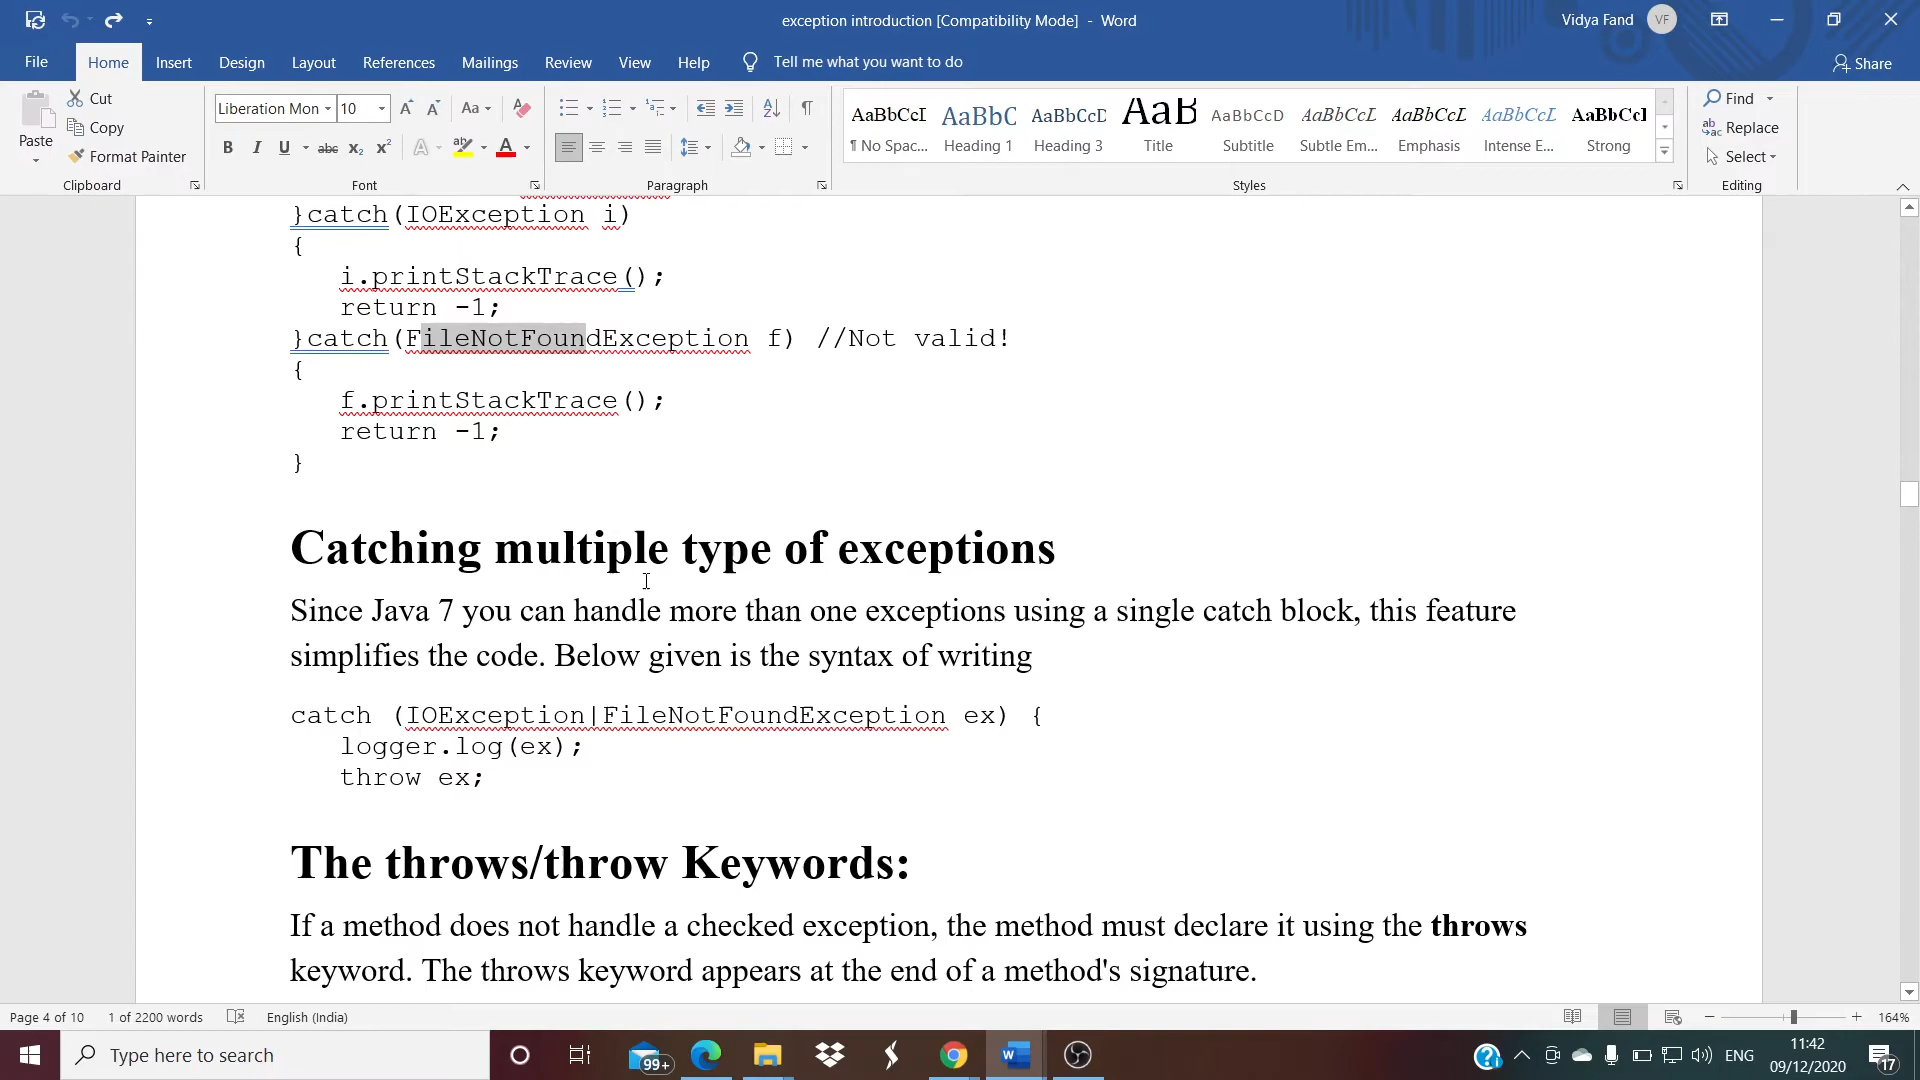 exception introduction [Compatibility Mode] - Word
Vidya Fand
VF
File
Home
Insert
Design
Layout
References
Mailings
Review
View
Help
Tell me what you want to do
Share
Paste
Cut
Copy
Format Painter
Clipboard
Liberation Mon
10
Aa
B I U abc x₂ x² A ab A
Font
Paragraph
AaBbCcI
¶ No Spac...
AaBbC
Heading 1
AaBbCcD
Heading 3
AaB
Title
AaBbCcD
Subtitle
AaBbCcL
Subtle Em...
AaBbCcL
Emphasis
AaBbCcL
Intense E...
AaBbCcI
Strong
Styles
Find
Replace
Select
Editing
}catch(IOException i)
{
i.printStackTrace();
return -1;
}catch(FileNotFoundException f) //Not valid!
{
f.printStackTrace();
return -1;
}
Catching multiple type of exceptions
Since Java 7 you can handle more than one exceptions using a single catch block, this feature
simplifies the code. Below given is the syntax of writing
catch (IOException|FileNotFoundException ex) {
logger.log(ex);
throw ex;
The throws/throw Keywords:
If a method does not handle a checked exception, the method must declare it using the throws
keyword. The throws keyword appears at the end of a method's signature.
Page 4 of 10
1 of 2200 words
English (India)
164%
Type here to search
99+
ENG
11:42
09/12/2020
17